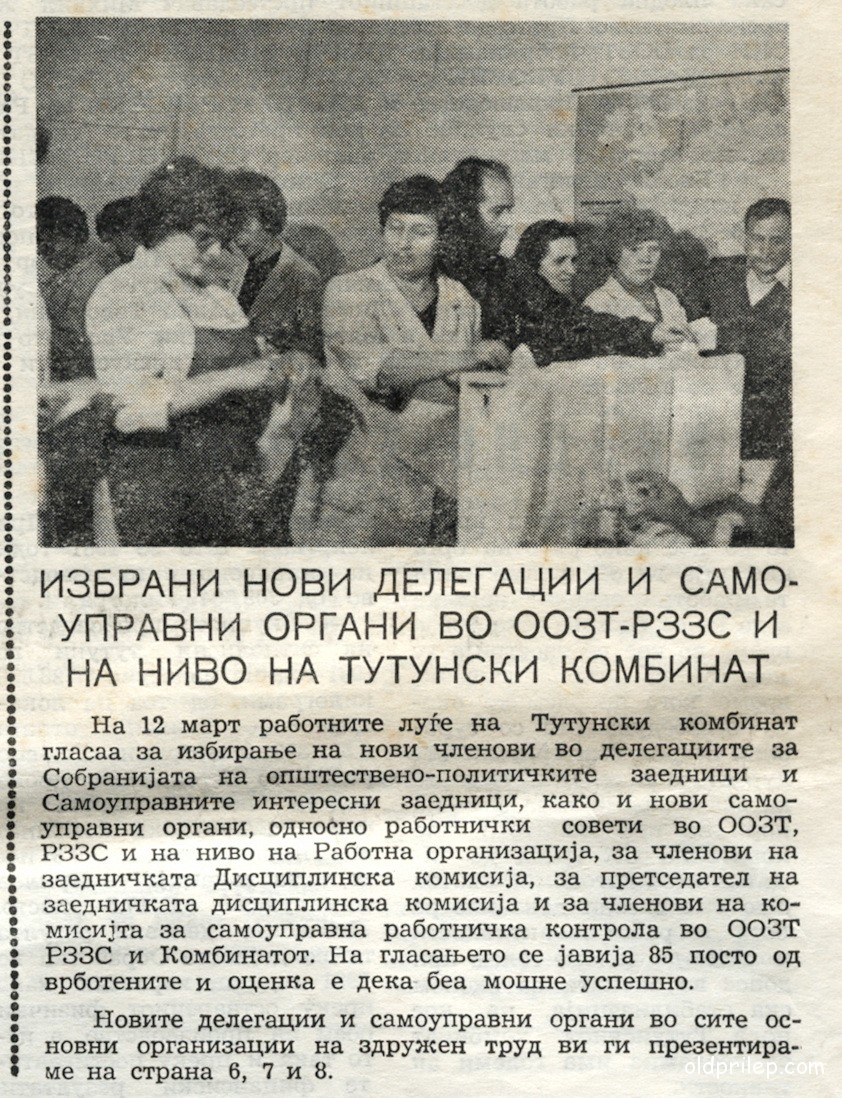 ИЗБРАНИ НОВИ ДЕЛЕГАЦИИ И САМО-
УПРАВНИ ОРГАНИ ВО ООЗТ-РЗЗС И
НА НИВО НА ТУТУНСКИ КОМБИНАТ
На 12 март работните луѓе на Тутунски комбинат
гласаа за избирање на нови членови во делегациите за
Собранијата на општествено-политичките заедници и
Самоуправните интересни заедници, како и нови само-
управни органи, односно работнички совети во ООЗТ,
РЗЗС и на ниво на Работна организација, за членови на
заедничката Дисциплинска комисија, за претседател на
заедничката дисциплинска комисија и за членови на ко-
мисијта за самоуправна работничка контрола во ООЗТ
РЗЗС и Комбинатот. На гласањето се јавија 85 посто од
врботените и оценка е дека беа мошне успешно.
Новите делегации и самоуправни органи во сите ос-
новни организации на здружен труд ви ги презентира-
ме на страна 6, 7 и 8.
oldprilep.com